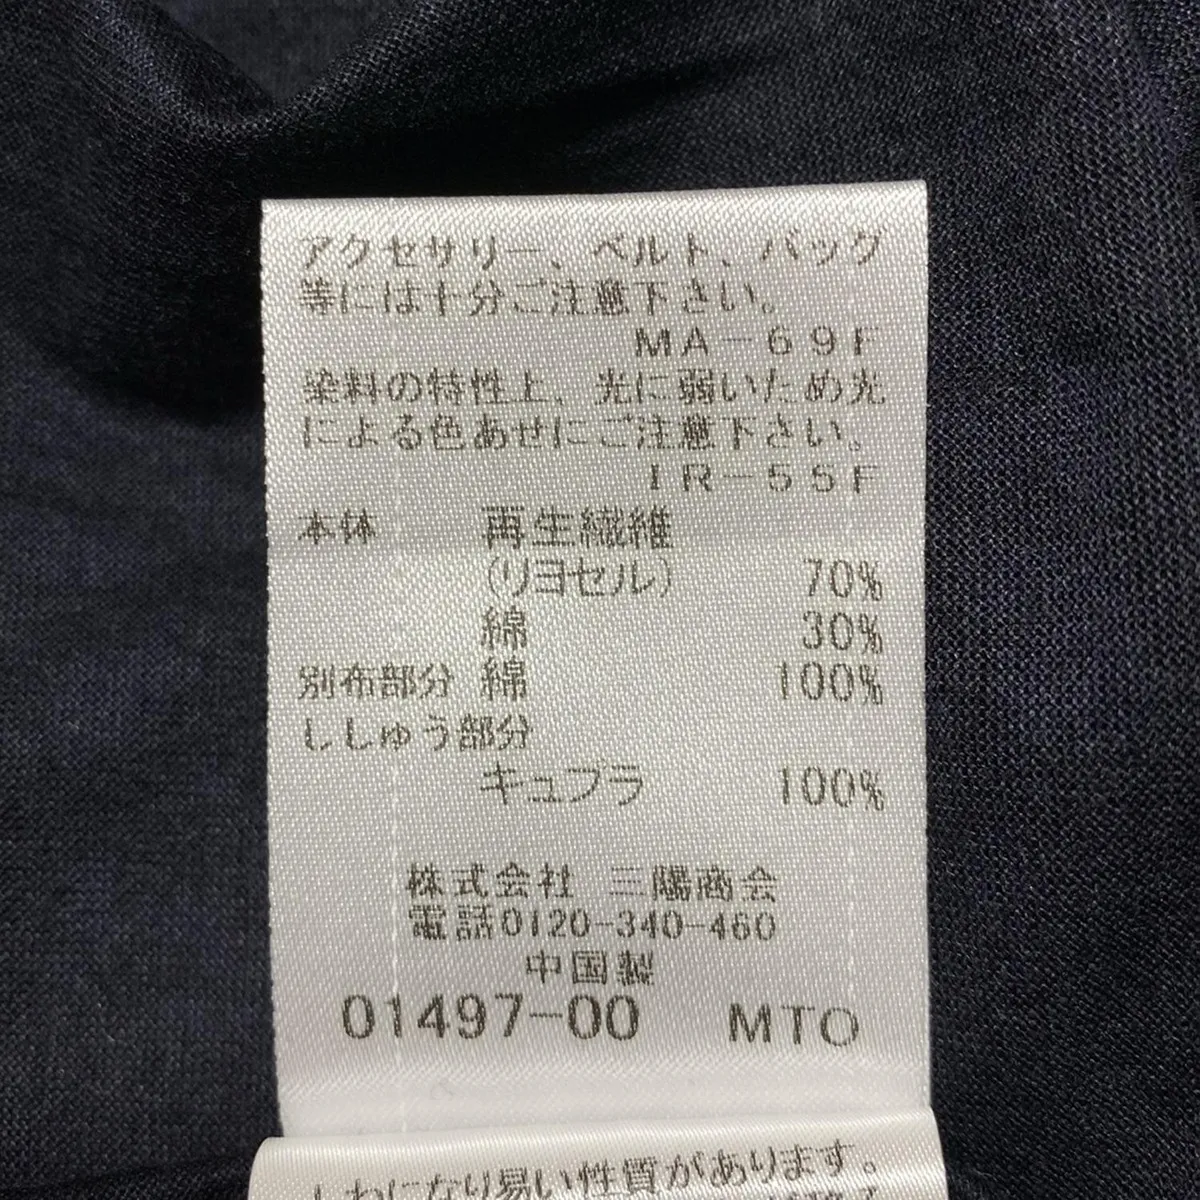 アクセサリー、ベルト、バッグ
等には十分ご注意下さい。
MA-69F
染料の特性上、光に弱いため光
による色あせにご注意下さい。
IR-55F
本体 再生繊維
(リヨセル) 70%
綿 30%
別布部分 綿 100%
ししゅう部分
キュプラ 100%
株式会社 三陽商会
電話0120-340-460
中国製
01497-00 MTO
しわになり易い性質があります。